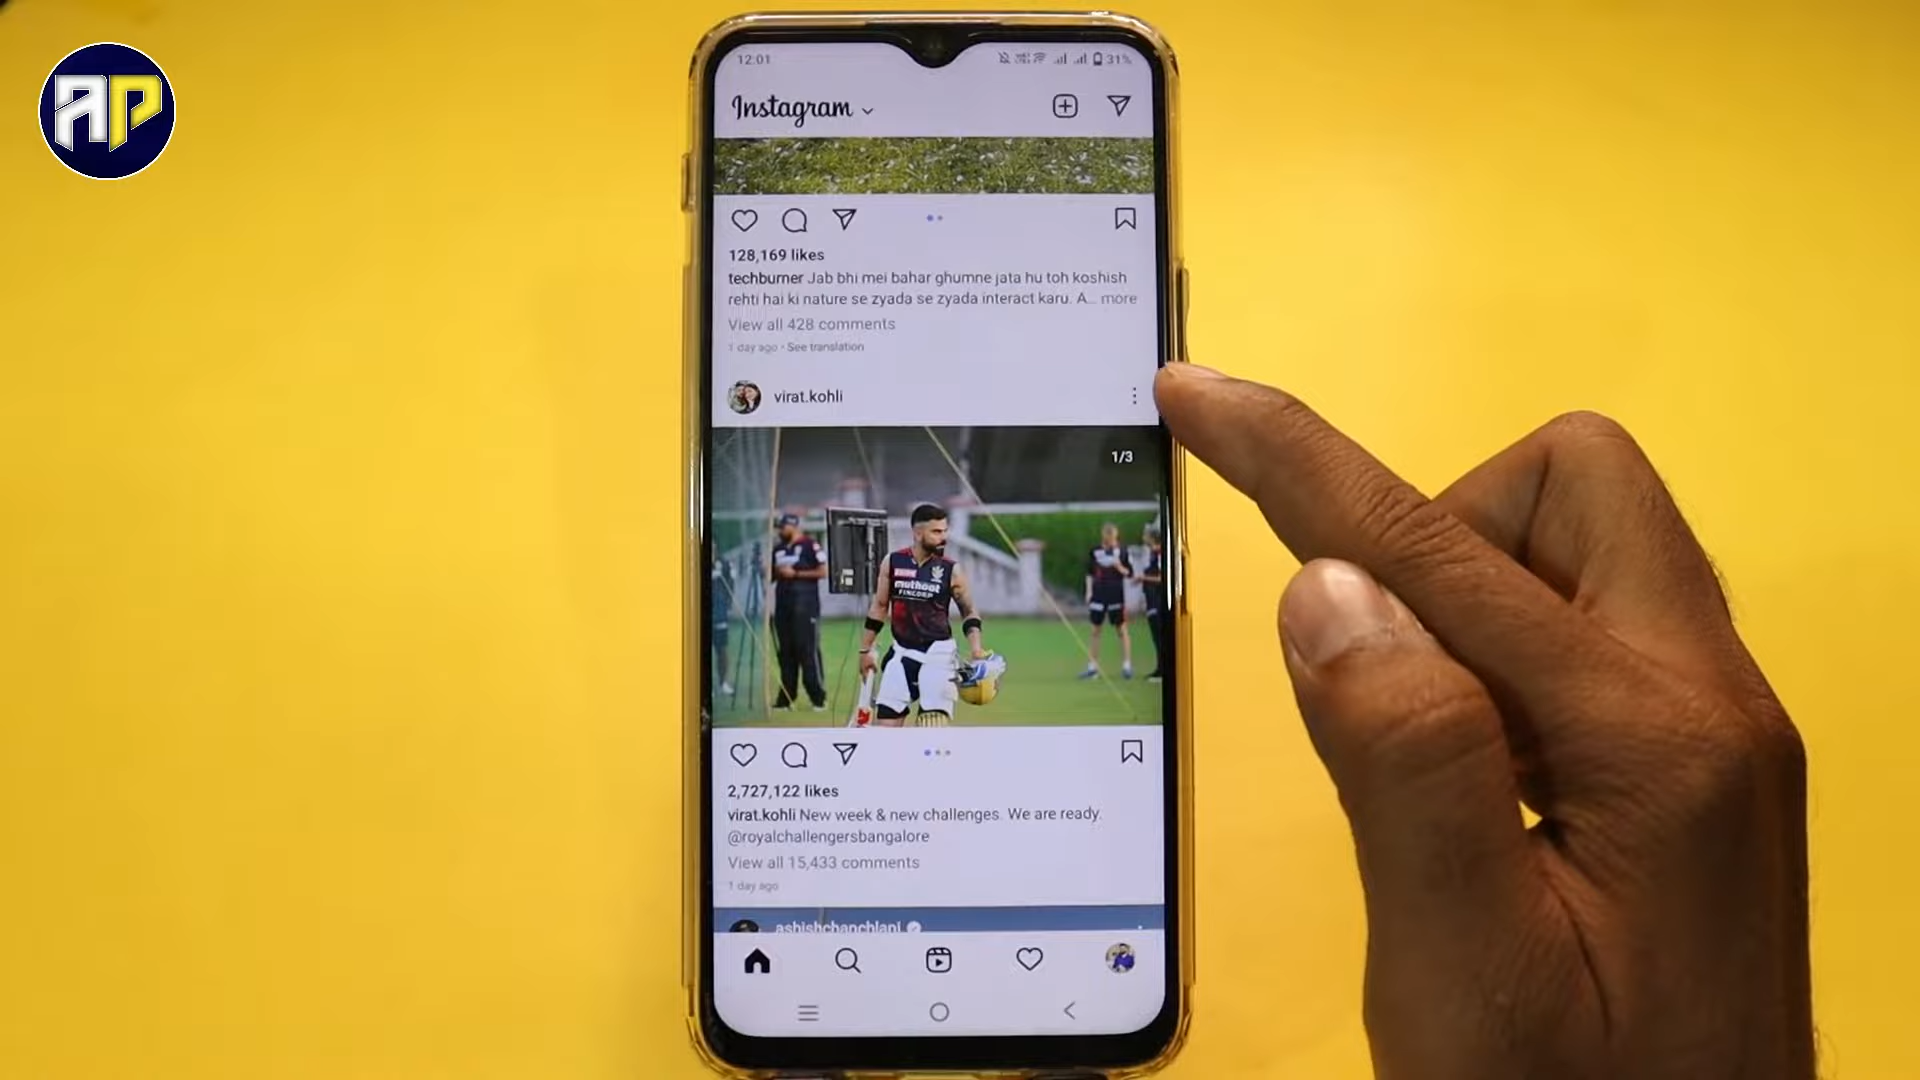 AP
12:01
31%
Instagram
128,169 likes
techburner Jab bhi mei bahar ghumne jata hu toh koshish
rehti hai ki nature se zyada se zyada interact karu. A... more
View all 428 comments
1 day ago • See translation
virat.kohli
1/3
muthoot
FINCORP
2,727,122 likes
virat.kohli New week & new challenges. We are ready.
@royalchallengersbangalore
View all 15,433 comments
1 day ago
ashishchanchlani